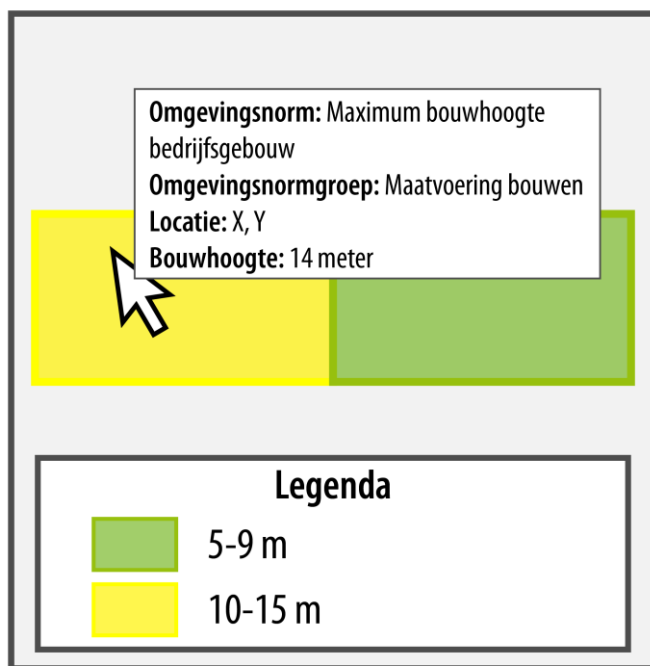 Omgevingsnorm: Maximum bouwhoogte
bedrijfsgebouw
Omgevingsnormgroep: Maatvoering bouwen
Locatie: X, Y
Bouwhoogte: 14 meter
Legenda
5-9 m
10-15 m